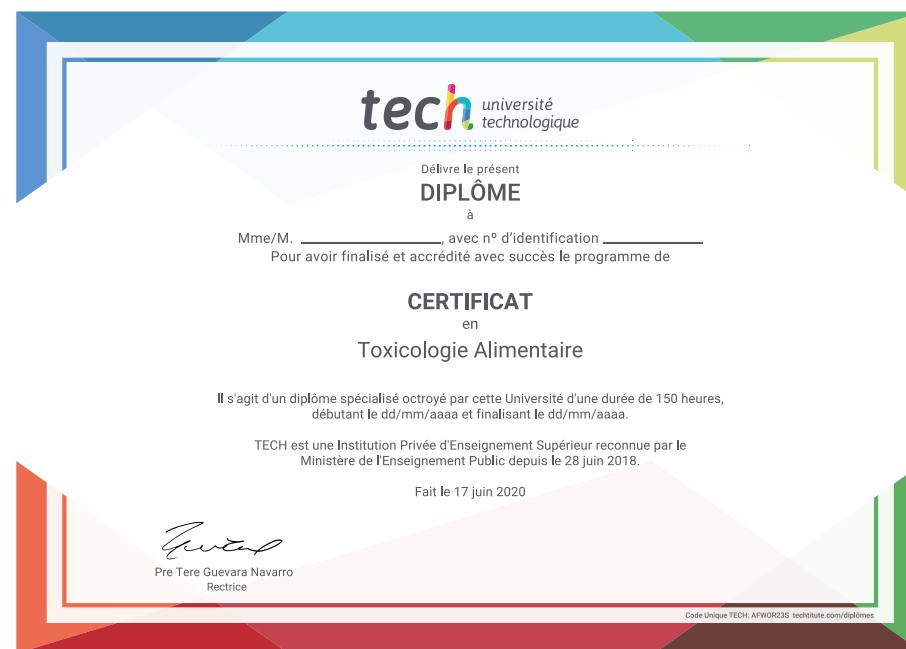 tech université
technologique
Délivre le présent
DIPLÔME
à
Mme/M. ____________________, avec nº d'identification ______________
Pour avoir finalisé et accrédité avec succès le programme de
CERTIFICAT
en
Toxicologie Alimentaire
Il s'agit d'un diplôme spécialisé octroyé par cette Université d'une durée de 150 heures,
débutant le dd/mm/aaaa et finalisant le dd/mm/aaaa.
TECH est une Institution Privée d'Enseignement Supérieur reconnue par le
Ministère de l'Enseignement Public depuis le 28 juin 2018.
Fait le 17 juin 2020
Pre Tere Guevara Navarro
Rectrice
Code Unique TECH: AFWOR23S techtitute.com/diplômes